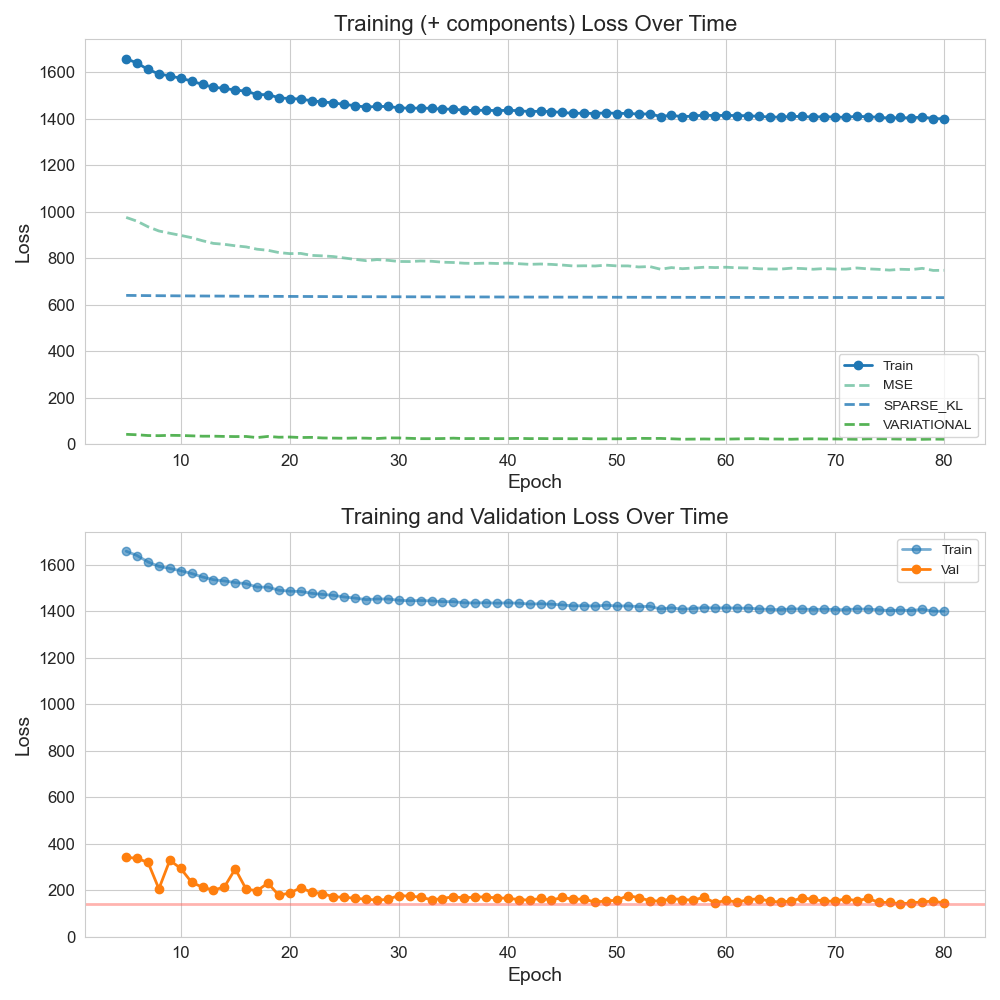 Training (+ components) Loss Over Time
1600
1400
1200
1000
800
600
400
200
0
Loss
Train
MSE
SPARSE_KL
VARIATIONAL
10 20 30 40 50 60 70 80
Epoch
Training and Validation Loss Over Time
1600
1400
1200
1000
800
600
400
200
0
Loss
Train
Val
10 20 30 40 50 60 70 80
Epoch